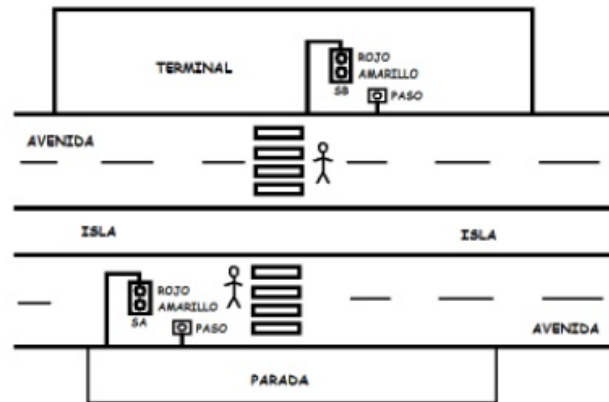 TERMINAL
ROJO
AMARILLO
SB
PASO
AVENIDA
ISLA
ISLA
ROJO
AMARILLO
SA
PASO
AVENIDA
PARADA